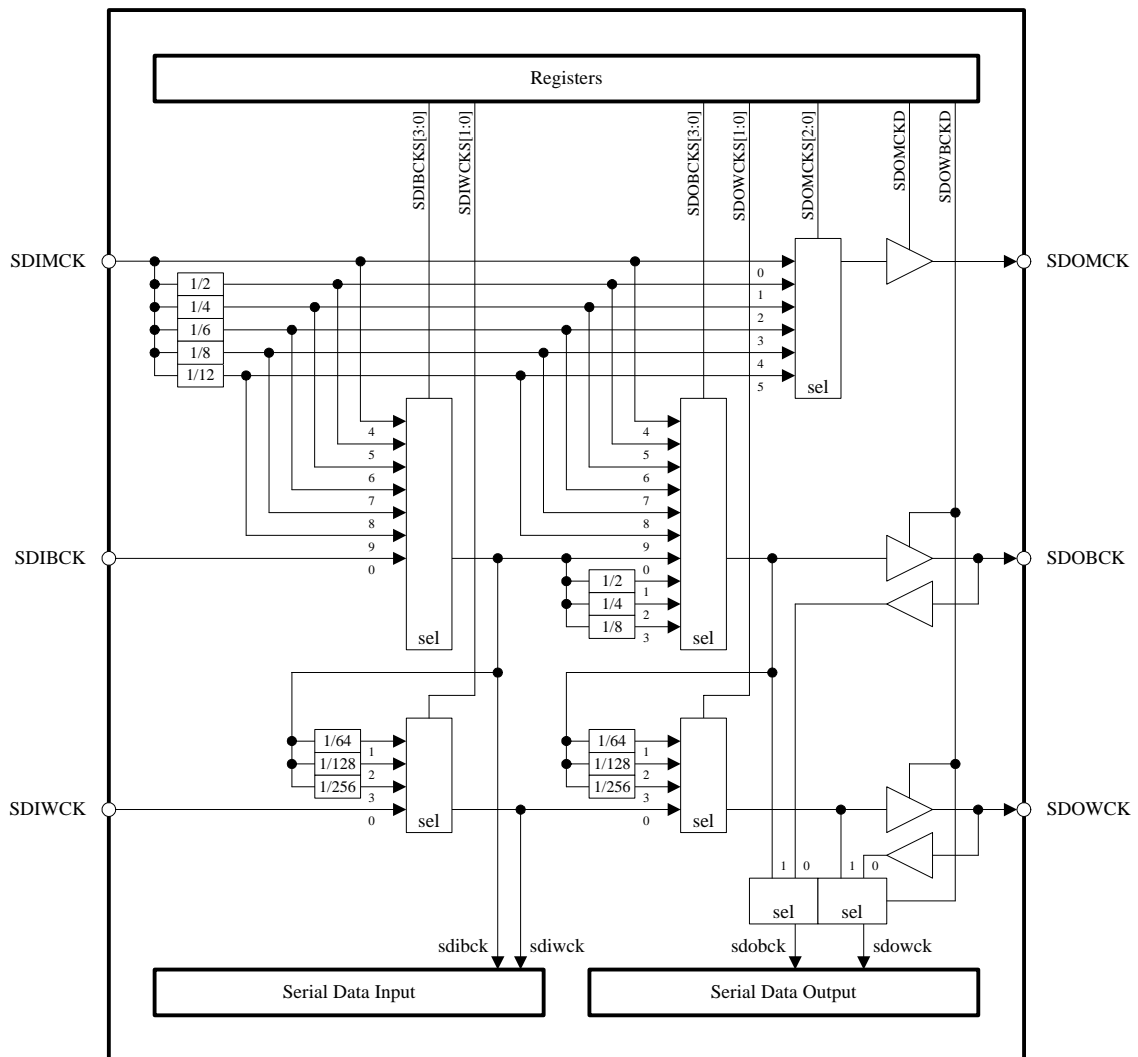 Registers
SDIBCKS[3:0]
SDIWCKS[1:0]
SDOBCKS[3:0]
SDOWCKS[1:0]
SDOMCKS[2:0]
SDOMCKD
SDOWBCKD
SDIMCK
SDOMCK
0
1/2
1
1/4
2
1/6
3
1/8
4
1/12
5
sel
4
5
6
7
8
9
0
sel
4
5
6
7
8
9
0
1
2
3
sel
SDIBCK
SDOBCK
1/2
1/4
1/8
1/64
1/128
1/256
1
2
3
0
sel
1/64
1/128
1/256
1
2
3
0
sel
SDIWCK
SDOWCK
1 0
1 0
sel
sel
sdibck
sdiwck
sdobck
sdowck
Serial Data Input
Serial Data Output